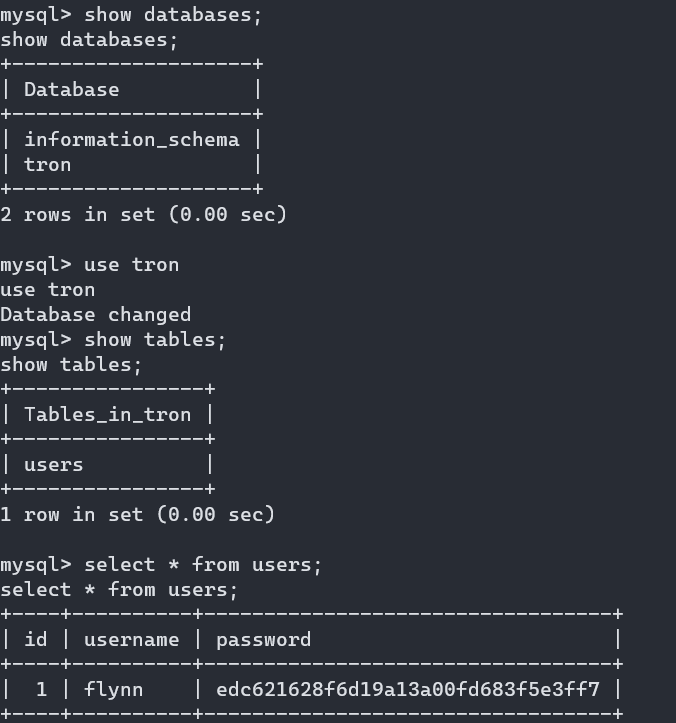 mysql> show databases;
show databases;
+--------------------+
| Database           |
+--------------------+
| information_schema |
| tron               |
+--------------------+
2 rows in set (0.00 sec)

mysql> use tron
use tron
Database changed
mysql> show tables;
show tables;
+----------------+
| Tables_in_tron |
+----------------+
| users          |
+----------------+
1 row in set (0.00 sec)

mysql> select * from users;
select * from users;
+----+----------+----------------------------------+
| id | username | password                         |
+----+----------+----------------------------------+
|  1 | flynn    | edc621628f6d19a13a00fd683f5e3ff7 |
+----+----------+----------------------------------+